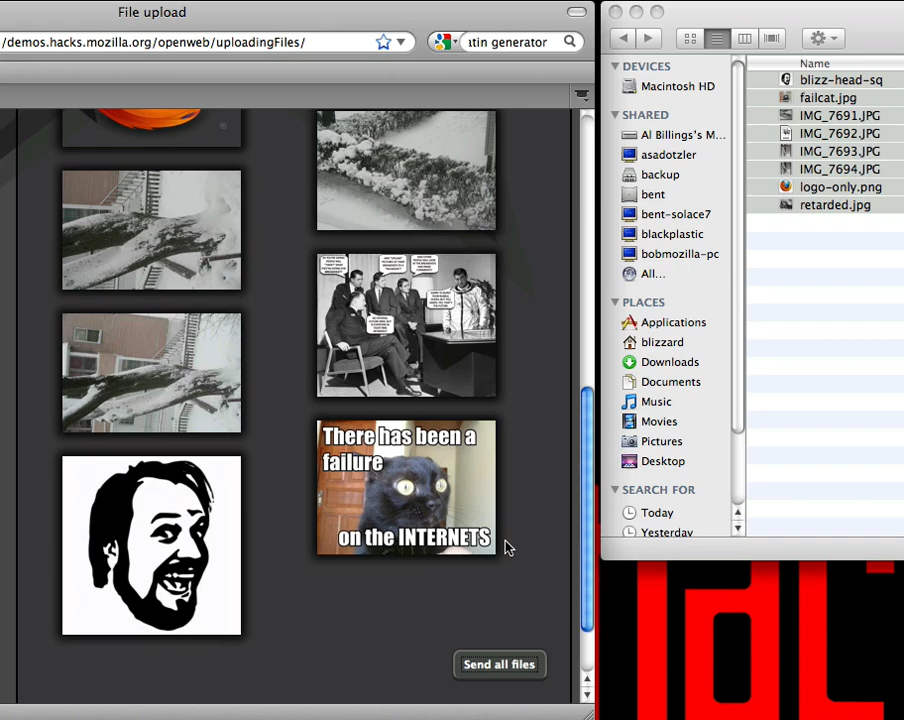 File upload
/demos.hacks.mozilla.org/openweb/uploadingFiles/
atin generator
There has been a
failure
on the INTERNETS
Send all files
DEVICES
Macintosh HD
SHARED
Al Billings's M...
asadotzler
backup
bent
bent-solace7
blackplastic
bobmozilla-pc
All...
PLACES
Applications
blizzard
Downloads
Documents
Music
Movies
Pictures
Desktop
SEARCH FOR
Today
Yesterday
Name
blizz-head-sq
failcat.jpg
IMG_7691.JPG
IMG_7692.JPG
IMG_7693.JPG
IMG_7694.JPG
logo-only.png
retarded.jpg